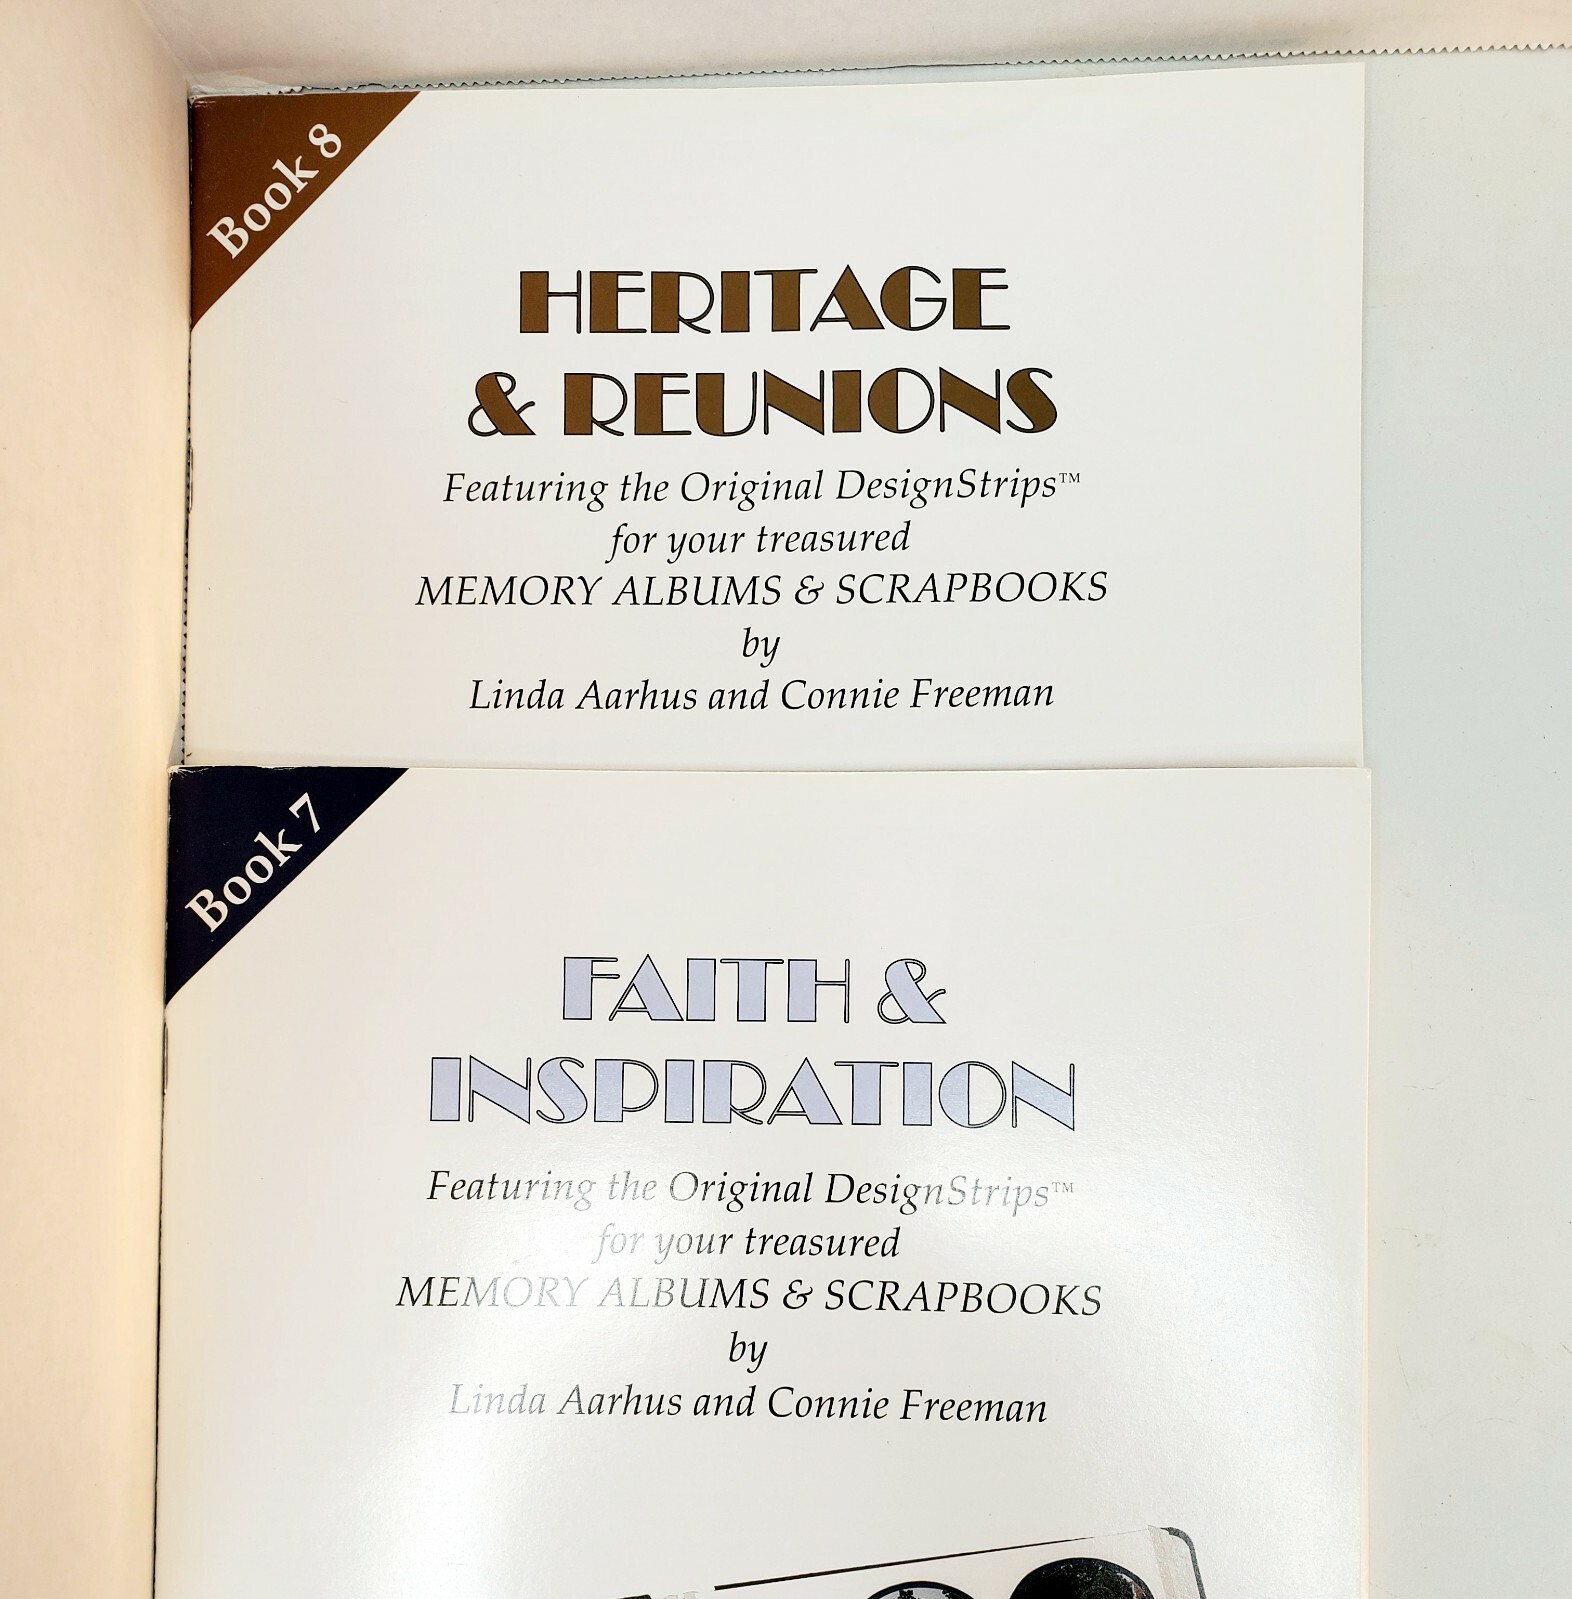 Book 8
HERITAGE
& REUNIONS
Featuring the Original DesignStrips™
for your treasured
MEMORY ALBUMS & SCRAPBOOKS
by
Linda Aarhus and Connie Freeman
Book 7
FAITH &
INSPIRATION
Featuring the Original DesignStrips™
for your treasured
MEMORY ALBUMS & SCRAPBOOKS
by
Linda Aarhus and Connie Freeman